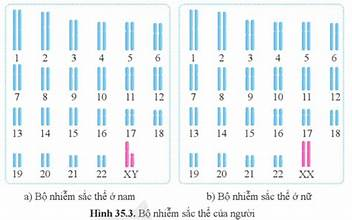 1 2 3 4 5 6
7 8 9 10 11 12
13 14 15 16 17 18
19 20 21 22 XY
a) Bộ nhiễm sắc thể ở nam
1 2 3 4 5 6
7 8 9 10 11 12
13 14 15 16 17 18
19 20 21 22 XX
b) Bộ nhiễm sắc thể ở nữ
Hình 35.3. Bộ nhiễm sắc thể của người